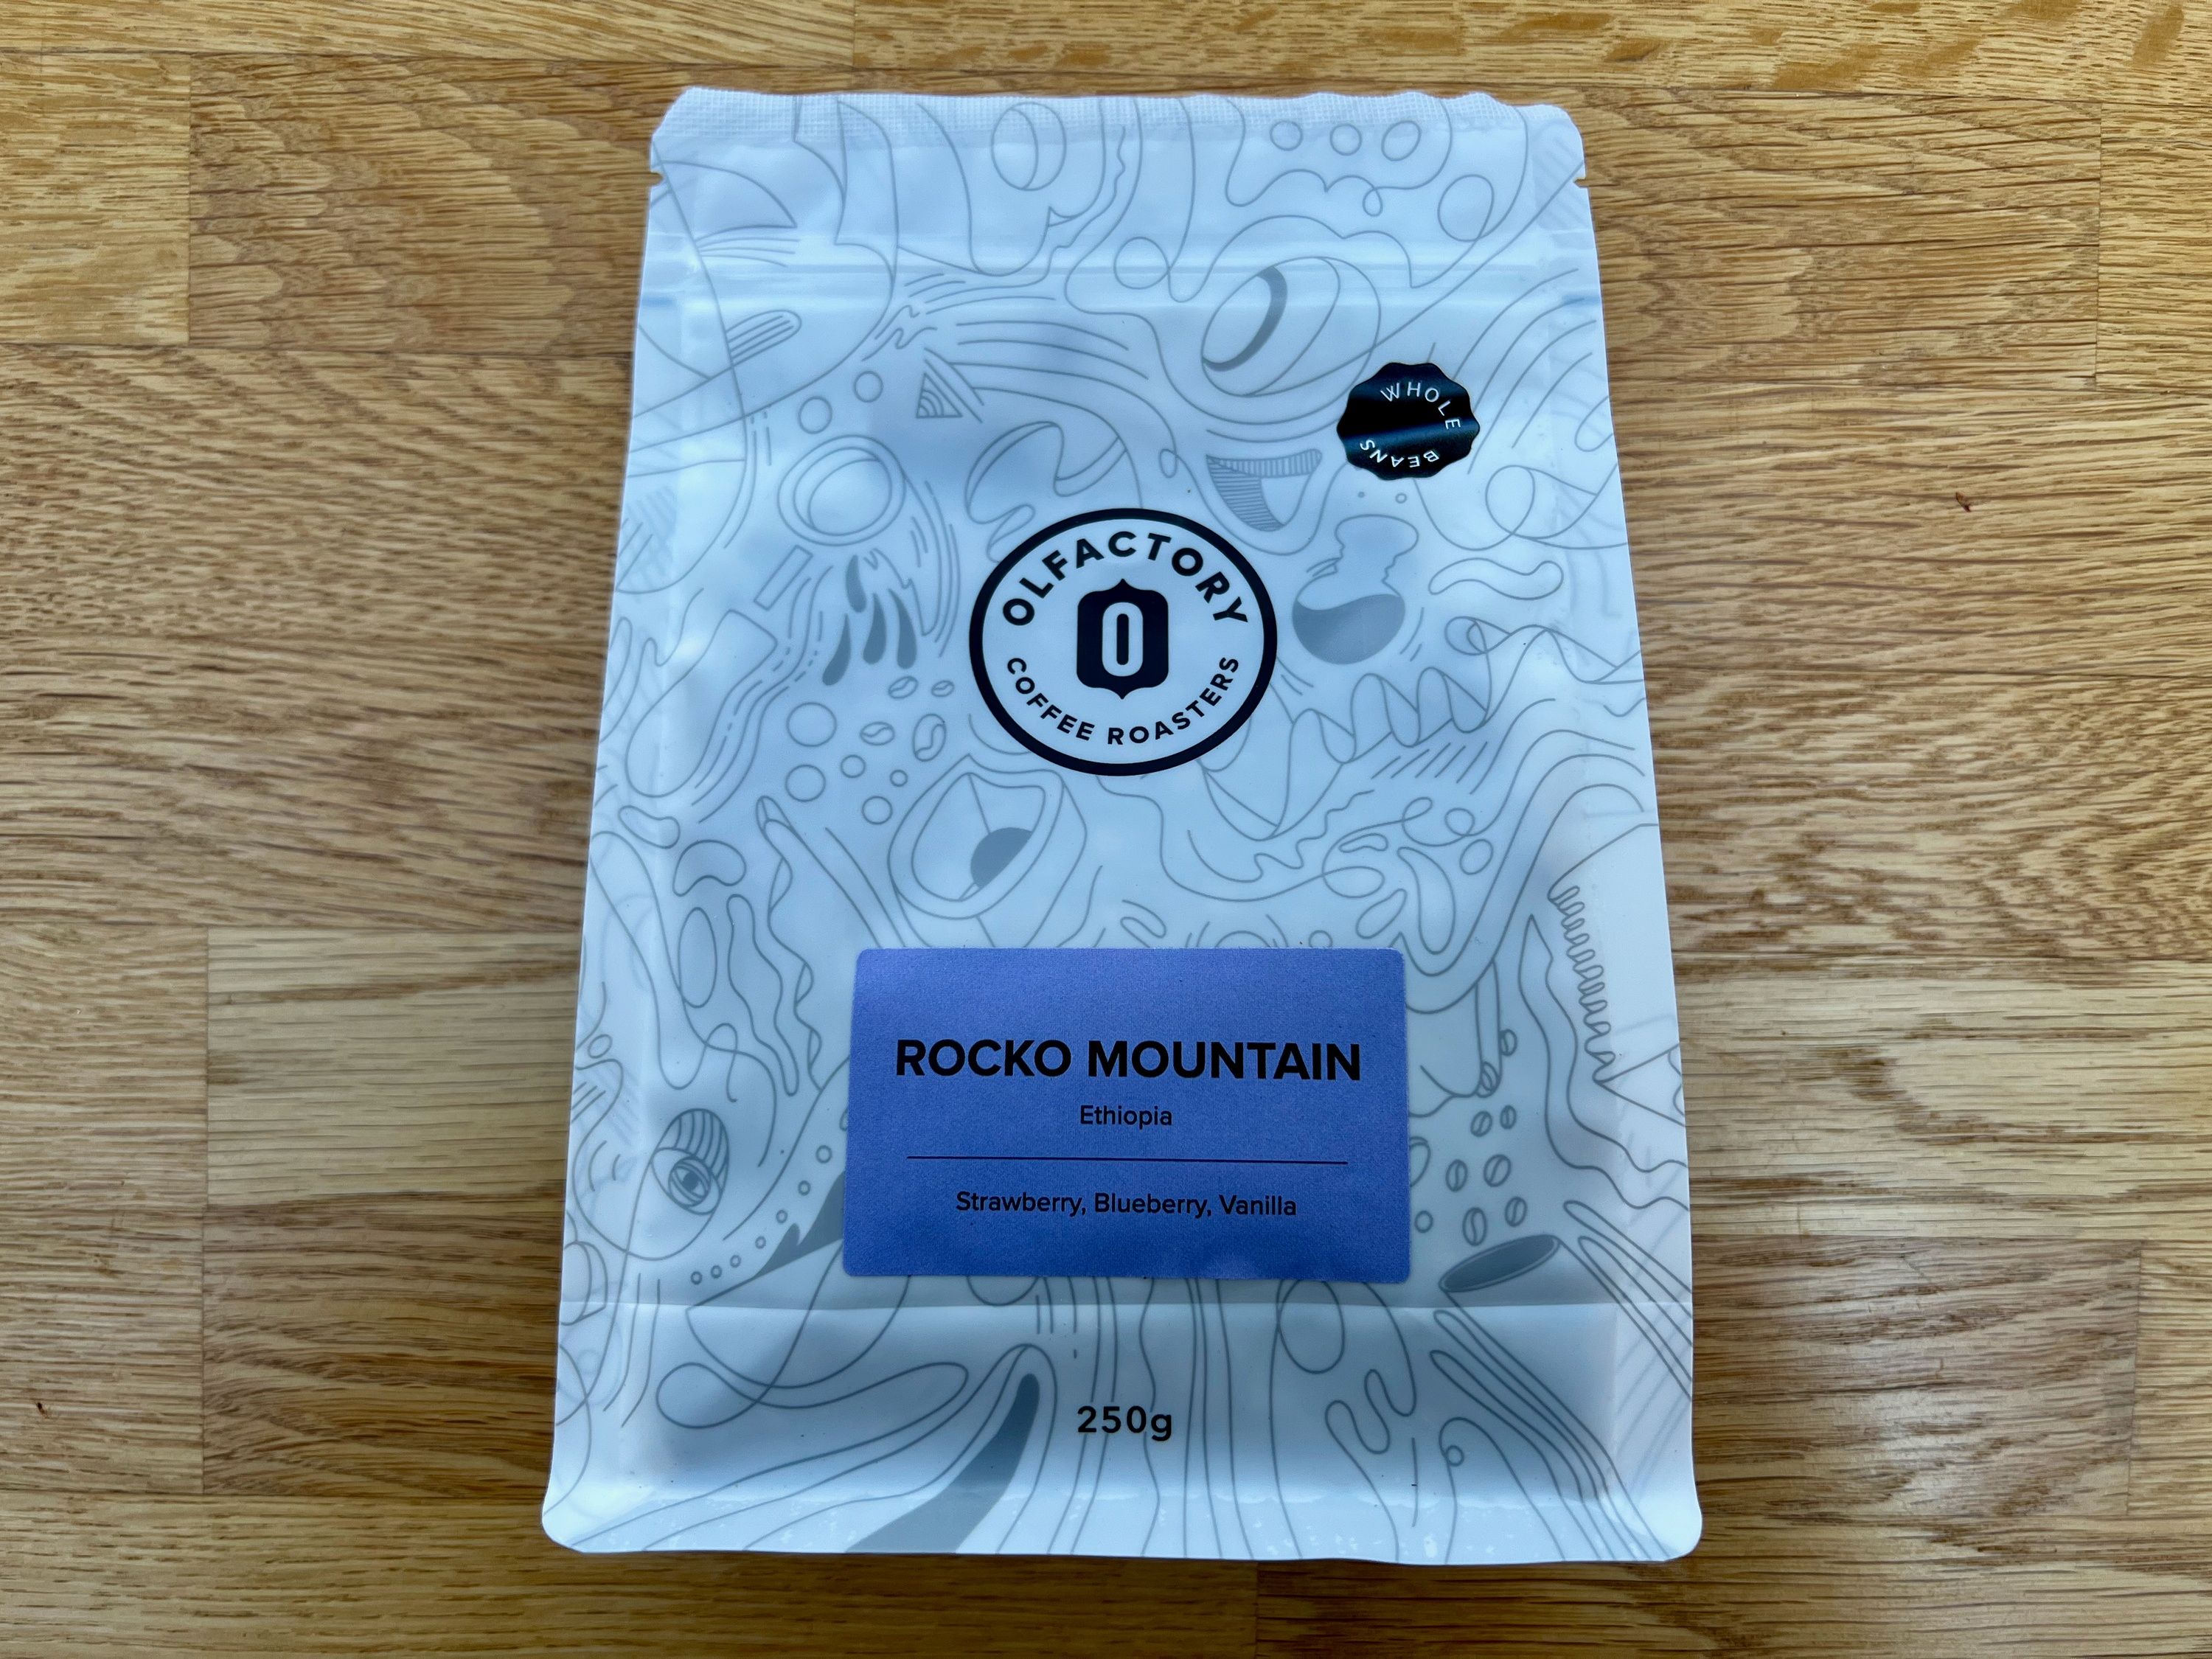 WHOLE
BEANS
OLFACTORY
O
COFFEE ROASTERS
ROCKO MOUNTAIN
Ethiopia
Strawberry, Blueberry, Vanilla
250g